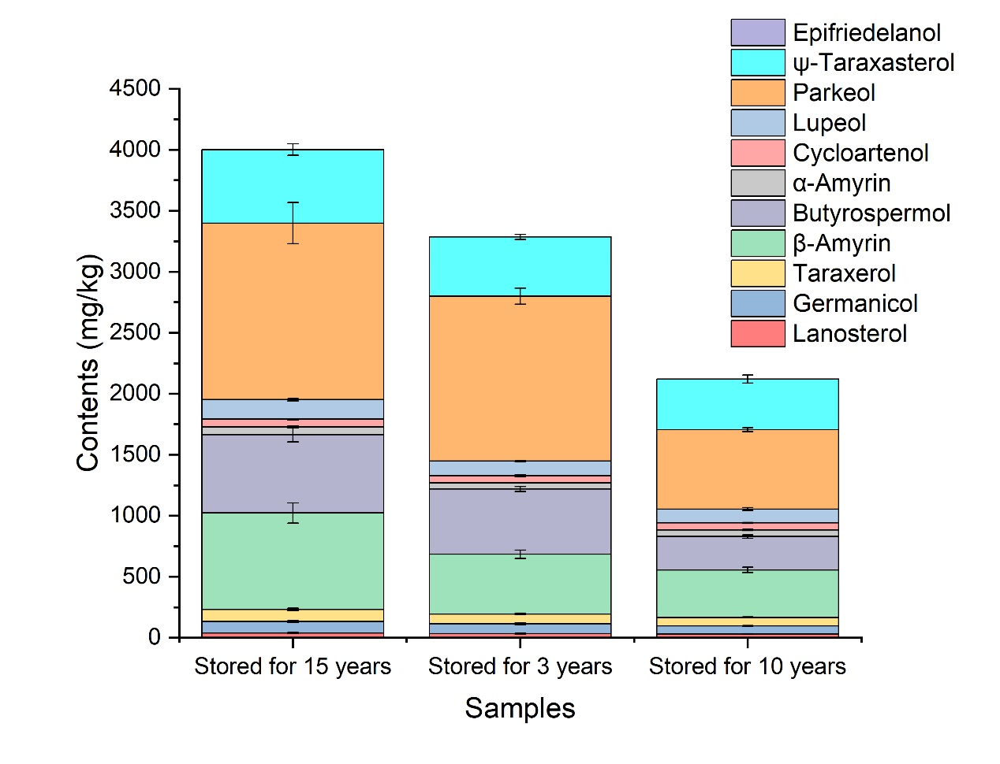 Epifriedelanol
ψ-Taraxasterol
Parkeol
Lupeol
Cycloartenol
α-Amyrin
Butyrospermol
β-Amyrin
Taraxerol
Germanicol
Lanosterol
4500
4000
3500
3000
2500
2000
1500
1000
500
0
Contents (mg/kg)
Stored for 15 years
Stored for 3 years
Stored for 10 years
Samples